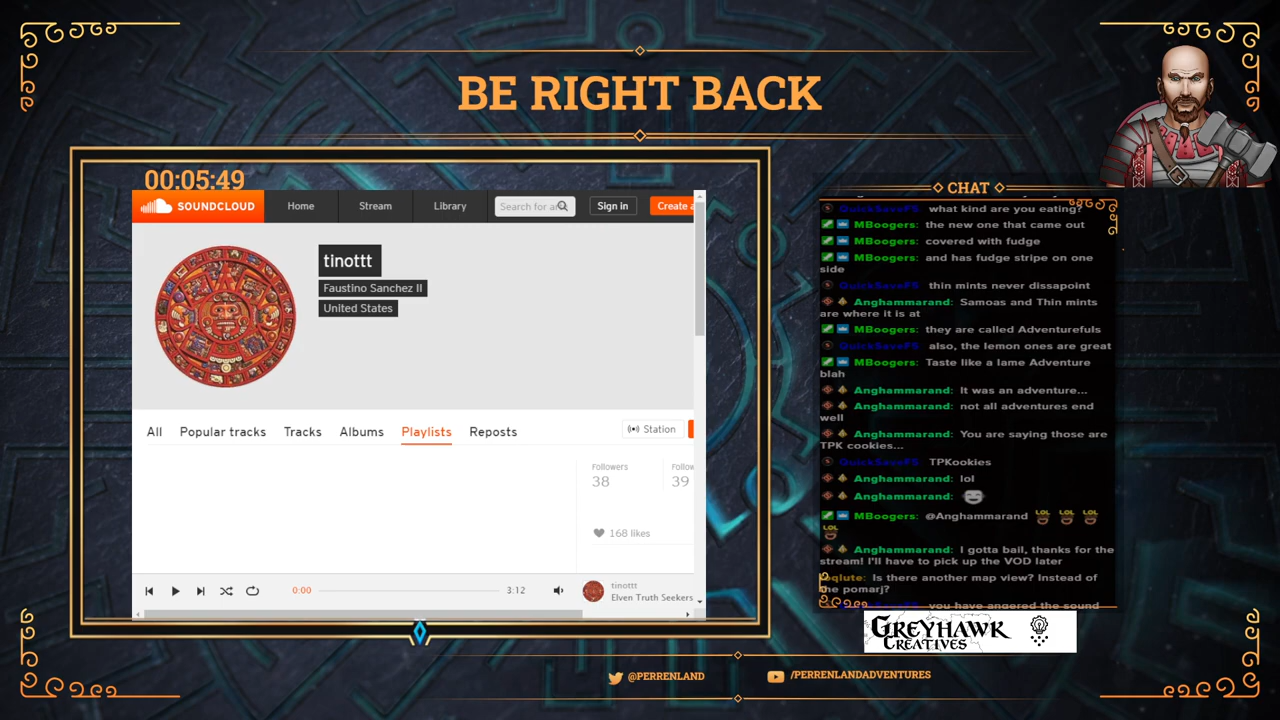 BE RIGHT BACK
00:05:49
SOUNDCLOUD
Home
Stream
Library
Search for
Sign in
Create a
tinottt
Faustino Sanchez II
United States
All
Popular tracks
Tracks
Albums
Playlists
Reposts
Station
Followers
38
39
168 likes
0:00
3:12
tinottt
Elven Truth Seekers
CHAT
QuickSaveFS what kind are you eating?
MBoogers: the new one that came out
MBoogers: covered with fudge
MBoogers: and has fudge stripe on one
side
QuickSaveFS thin mints never dissapoint
Anghammarand: Samoas and Thin mints
are where it is at
MBoogers: they are called Adventurefuls
QuickSaveFS also, the lemon ones are great
MBoogers: Taste like a lame Adventure
blah
Anghammarand: It was an adventure...
Anghammarand: not all adventures end
well
Anghammarand: You are saying those are
TPK cookies...
QuickSaveFS TPKookies
Anghammarand: lol
Anghammarand:
MBoogers: @Anghammarand LOL LOL LOL
LOL
Anghammarand: I gotta bail, thanks for the
stream! I'll have to pick up the VOD later
Is there another map view? Instead of
the pomarj?
you have angered the sound
GREYHAWK
CREATIVES
@PERRENLAND
/PERRENLANDADVENTURES